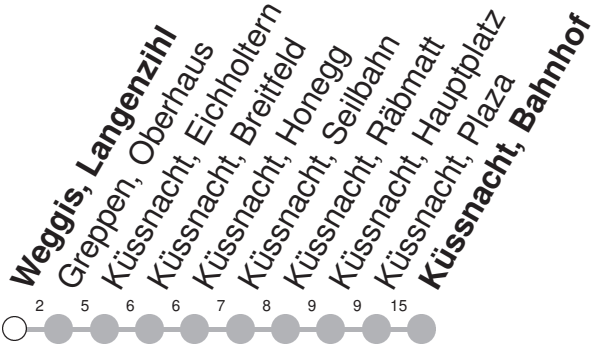 Weggis, Langenzihl
Greppen, Oberhaus
Küssnacht, Eichholtern
Küssnacht, Breitfeld
Küssnacht, Honegg
Küssnacht, Seilbahn
Küssnacht, Räbmatt
Küssnacht, Hauptplatz
Küssnacht, Plaza
Küssnacht, Bahnhof
2 5 6 6 7 8 9 9 15